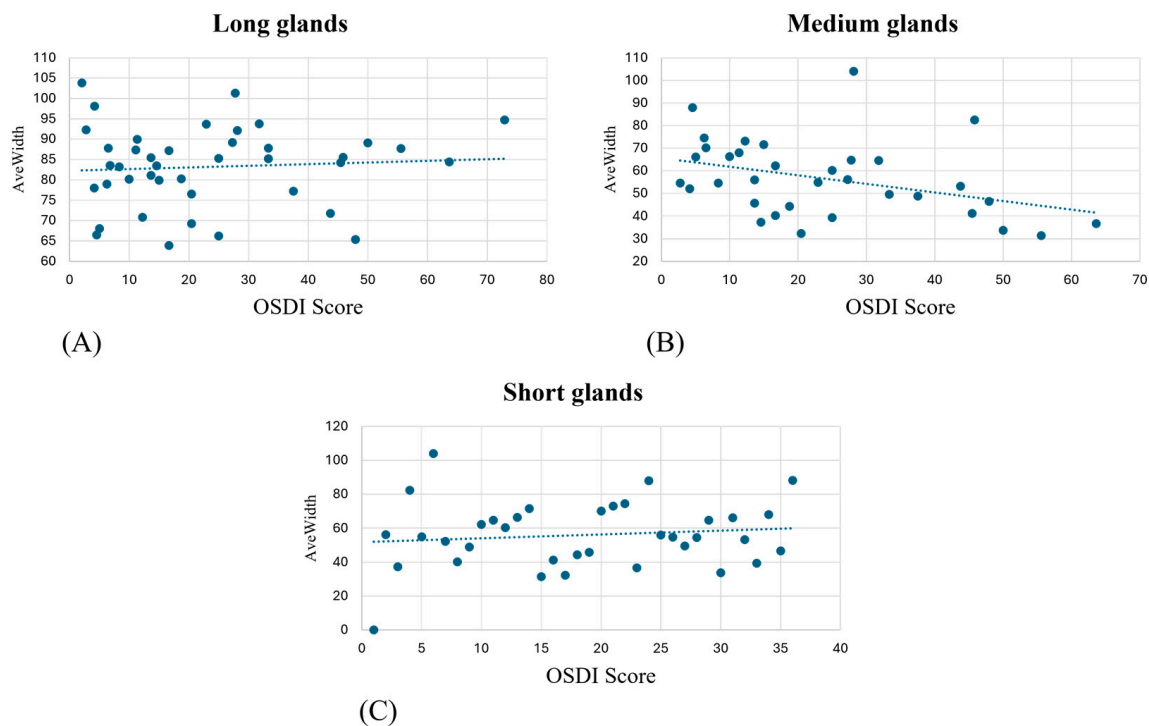 Long glands
110
105
100
95
90
85
80
75
70
65
60
AveWidth
0 10 20 30 40 50 60 70 80
OSDI Score
(A)
Medium glands
110
100
90
80
70
60
50
40
30
20
AveWidth
0 10 20 30 40 50 60 70
OSDI Score
(B)
Short glands
120
100
80
60
40
20
0
AveWidth
0 5 10 15 20 25 30 35 40
OSDI Score
(C)